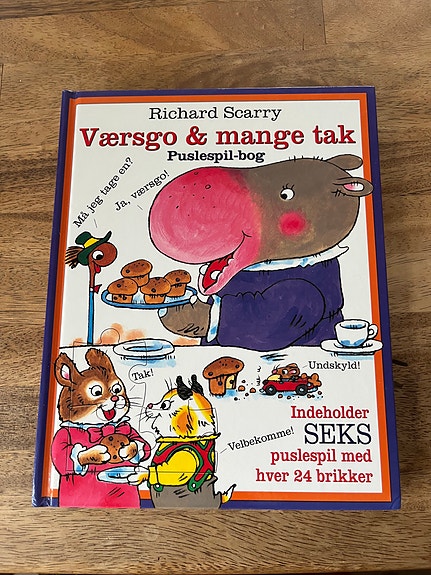 Richard Scarry
Værsgo & mange tak
Puslespil-bog
Må jeg tage en?
Ja, værsgo!
Tak!
Undskyld!
Velbekomme!
Indeholder
SEKS
puslespil med
hver 24 brikker